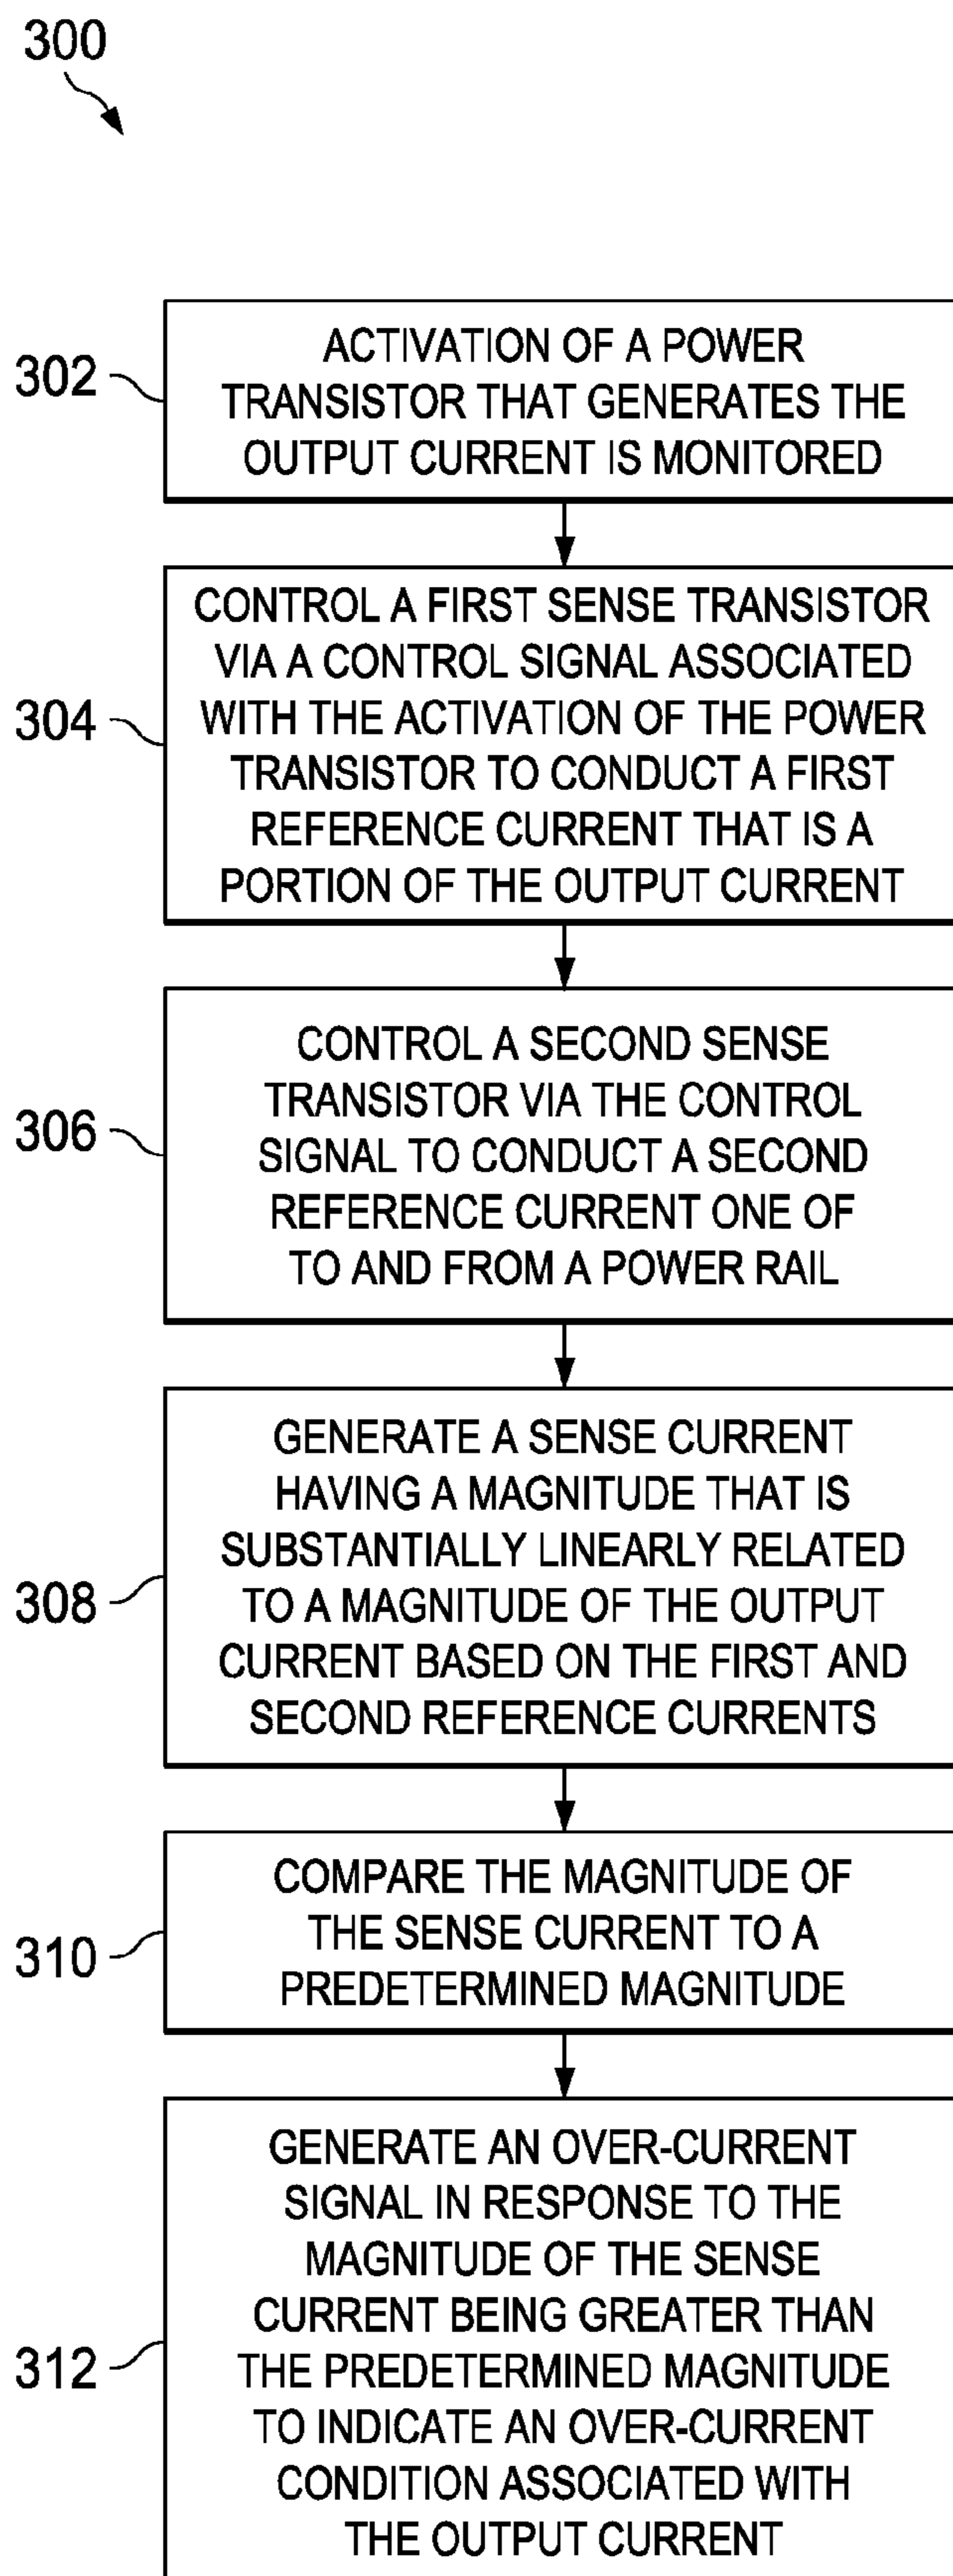 300
302
ACTIVATION OF A POWER
TRANSISTOR THAT GENERATES THE
OUTPUT CURRENT IS MONITORED
304
CONTROL A FIRST SENSE TRANSISTOR
VIA A CONTROL SIGNAL ASSOCIATED
WITH THE ACTIVATION OF THE POWER
TRANSISTOR TO CONDUCT A FIRST
REFERENCE CURRENT THAT IS A
PORTION OF THE OUTPUT CURRENT
306
CONTROL A SECOND SENSE
TRANSISTOR VIA THE CONTROL
SIGNAL TO CONDUCT A SECOND
REFERENCE CURRENT ONE OF
TO AND FROM A POWER RAIL
308
GENERATE A SENSE CURRENT
HAVING A MAGNITUDE THAT IS
SUBSTANTIALLY LINEARLY RELATED
TO A MAGNITUDE OF THE OUTPUT
CURRENT BASED ON THE FIRST AND
SECOND REFERENCE CURRENTS
310
COMPARE THE MAGNITUDE OF
THE SENSE CURRENT TO A
PREDETERMINED MAGNITUDE
312
GENERATE AN OVER-CURRENT
SIGNAL IN RESPONSE TO THE
MAGNITUDE OF THE SENSE
CURRENT BEING GREATER THAN
THE PREDETERMINED MAGNITUDE
TO INDICATE AN OVER-CURRENT
CONDITION ASSOCIATED WITH
THE OUTPUT CURRENT